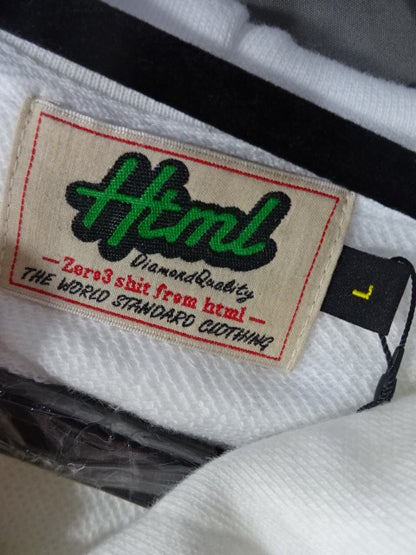 Html
DiamondQuality
— Zero3 shit from html —
THE WORLD STANDARD CLOTHING
L